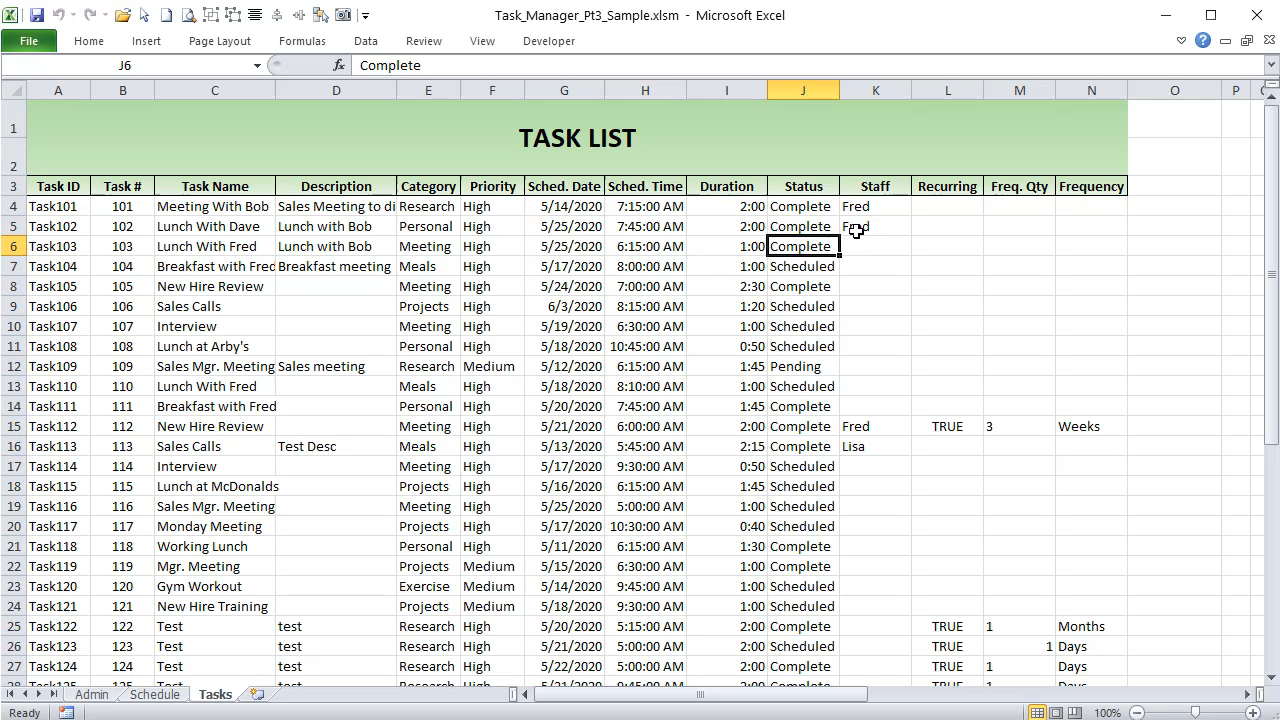 Task_Manager_Pt3_Sample.xlsm - Microsoft Excel
File Home Insert Page Layout Formulas Data Review View Developer
J6 fx Complete
A B C D E F G H I J K L M N O P
1 TASK LIST
2
3 Task ID Task # Task Name Description Category Priority Sched. Date Sched. Time Duration Status Staff Recurring Freq. Qty Frequency
4 Task101 101 Meeting With Bob Sales Meeting to di Research High 5/14/2020 7:15:00 AM 2:00 Complete Fred
5 Task102 102 Lunch With Dave Lunch with Bob Personal High 5/25/2020 7:45:00 AM 2:00 Complete Fred
6 Task103 103 Lunch With Fred Lunch with Bob Meeting High 5/25/2020 6:15:00 AM 1:00 Complete
7 Task104 104 Breakfast with Fred Breakfast meeting Meals High 5/17/2020 8:00:00 AM 1:00 Scheduled
8 Task105 105 New Hire Review Meeting High 5/24/2020 7:00:00 AM 2:30 Complete
9 Task106 106 Sales Calls Projects High 6/3/2020 8:15:00 AM 1:20 Scheduled
10 Task107 107 Interview Meeting High 5/19/2020 6:30:00 AM 1:00 Scheduled
11 Task108 108 Lunch at Arby's Personal High 5/18/2020 10:45:00 AM 0:50 Scheduled
12 Task109 109 Sales Mgr. Meeting Sales meeting Research Medium 5/12/2020 6:15:00 AM 1:45 Pending
13 Task110 110 Lunch With Fred Meals High 5/18/2020 8:10:00 AM 1:00 Scheduled
14 Task111 111 Breakfast with Fred Personal High 5/20/2020 7:45:00 AM 1:45 Complete
15 Task112 112 New Hire Review Meeting High 5/21/2020 6:00:00 AM 2:00 Complete Fred TRUE 3 Weeks
16 Task113 113 Sales Calls Test Desc Meals High 5/13/2020 5:45:00 AM 2:15 Complete Lisa
17 Task114 114 Interview Meeting High 5/17/2020 9:30:00 AM 0:50 Scheduled
18 Task115 115 Lunch at McDonalds Projects High 5/16/2020 6:15:00 AM 1:45 Scheduled
19 Task116 116 Sales Mgr. Meeting Meeting High 5/25/2020 5:00:00 AM 1:00 Scheduled
20 Task117 117 Monday Meeting Projects High 5/17/2020 10:30:00 AM 0:40 Scheduled
21 Task118 118 Working Lunch Personal High 5/11/2020 6:15:00 AM 1:30 Complete
22 Task119 119 Mgr. Meeting Projects Medium 5/15/2020 6:30:00 AM 1:00 Complete
23 Task120 120 Gym Workout Exercise Medium 5/14/2020 9:45:00 AM 1:00 Scheduled
24 Task121 121 New Hire Training Projects Medium 5/18/2020 9:30:00 AM 1:00 Scheduled
25 Task122 122 Test test Research High 5/20/2020 5:15:00 AM 2:00 Complete TRUE 1 Months
26 Task123 123 Test test Research High 5/21/2020 5:00:00 AM 2:00 Scheduled TRUE 1 Days
27 Task124 124 Test test Research High 5/22/2020 5:00:00 AM 2:00 Complete TRUE 1 Days
Admin Schedule Tasks
Ready 100%